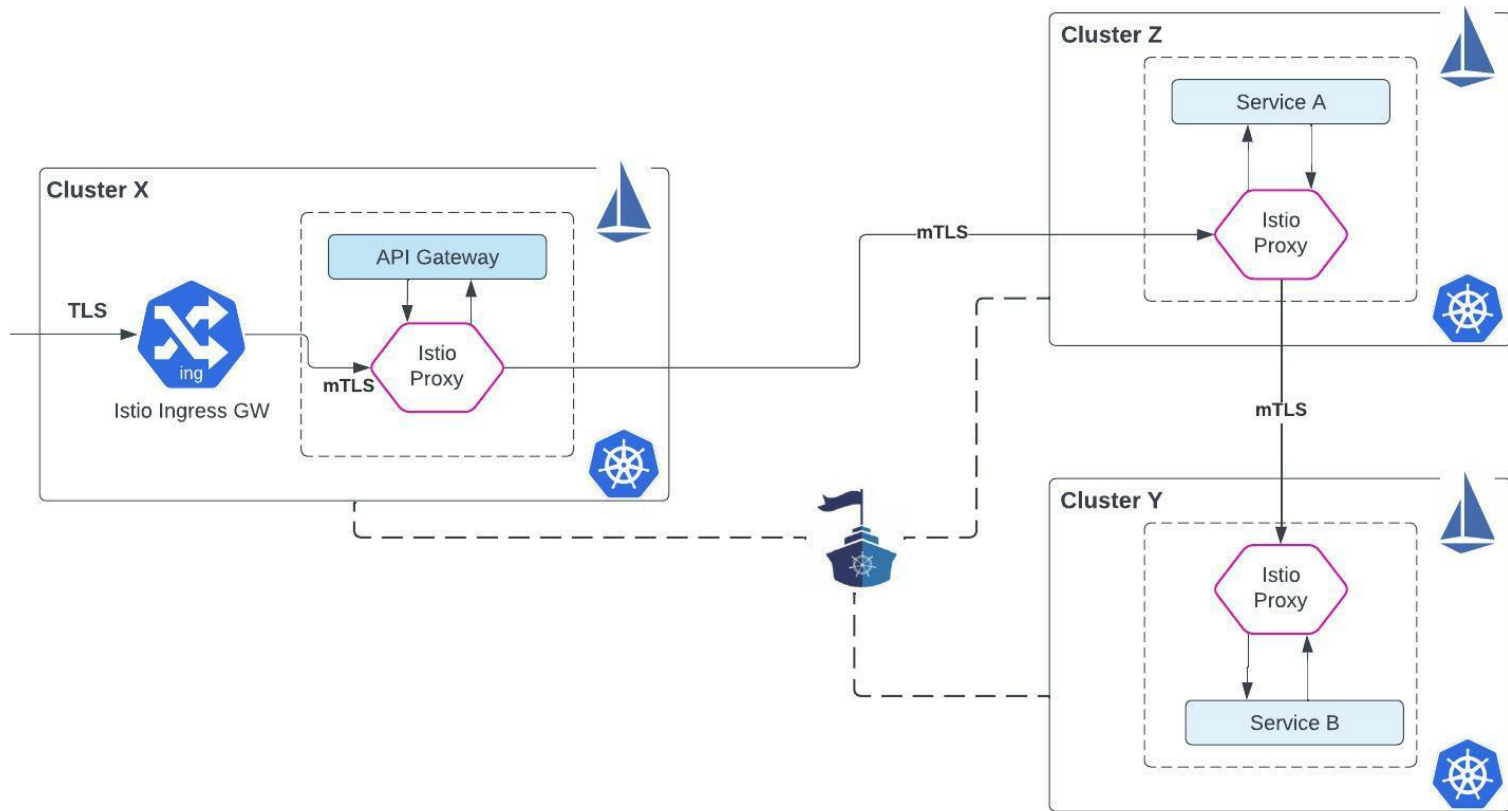 Cluster X
API Gateway
TLS
Istio
Proxy
ing
mTLS
Istio Ingress GW
mTLS
Cluster Z
Service A
Istio
Proxy
mTLS
Cluster Y
Istio
Proxy
Service B